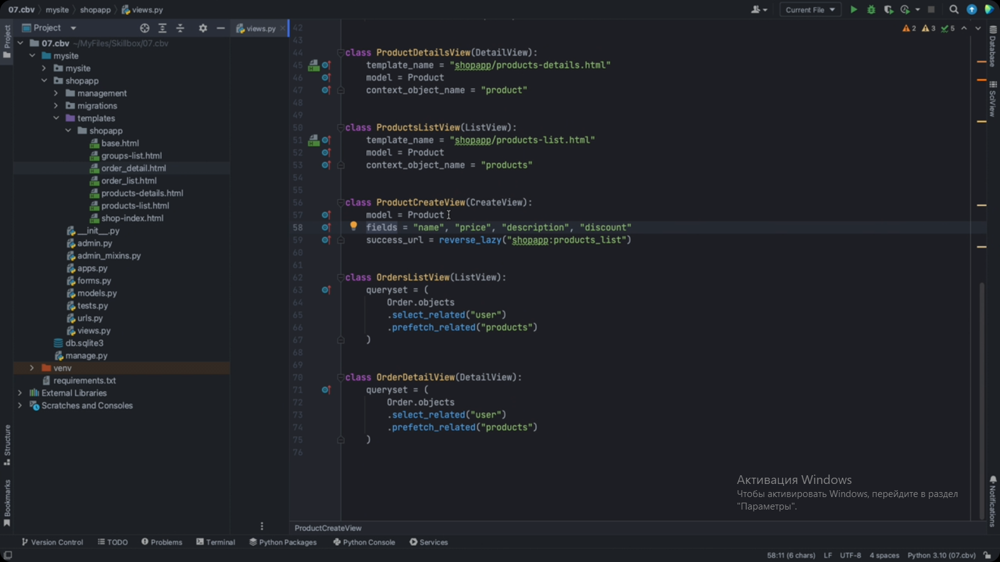 07.cbv mysite shopapp views.py
Current File
Project
views.py
2 3 5
07.cbv ~/MyFiles/Skillbox/07.cbv
mysite
mysite
shopapp
management
migrations
templates
shopapp
base.html
groups-list.html
order_detail.html
order_list.html
products-details.html
products-list.html
shop-index.html
__init__.py
admin.py
admin_mixins.py
apps.py
forms.py
models.py
tests.py
urls.py
views.py
db.sqlite3
manage.py
venv
requirements.txt
External Libraries
Scratches and Consoles
Project
Structure
Bookmarks
42
43
44 class ProductDetailsView(DetailView):
45 template_name = "shopapp/products-details.html"
46 model = Product
47 context_object_name = "product"
48
49
50 class ProductsListView(ListView):
51 template_name = "shopapp/products-list.html"
52 model = Product
53 context_object_name = "products"
54
55
56 class ProductCreateView(CreateView):
57 model = Product
58 fields = "name", "price", "description", "discount"
59 success_url = reverse_lazy("shopapp:products_list")
60
61
62 class OrdersListView(ListView):
63 queryset = (
64 Order.objects
65 .select_related("user")
66 .prefetch_related("products")
67 )
68
69
70 class OrderDetailView(DetailView):
71 queryset = (
72 Order.objects
73 .select_related("user")
74 .prefetch_related("products")
75 )
76
Database
SciView
Notifications
Активация Windows
Чтобы активировать Windows, перейдите в раздел
"Параметры".
ProductCreateView
Version Control TODO Problems Terminal Python Packages Python Console Services
58:11 (6 chars) LF UTF-8 4 spaces Python 3.10 (07.cbv)